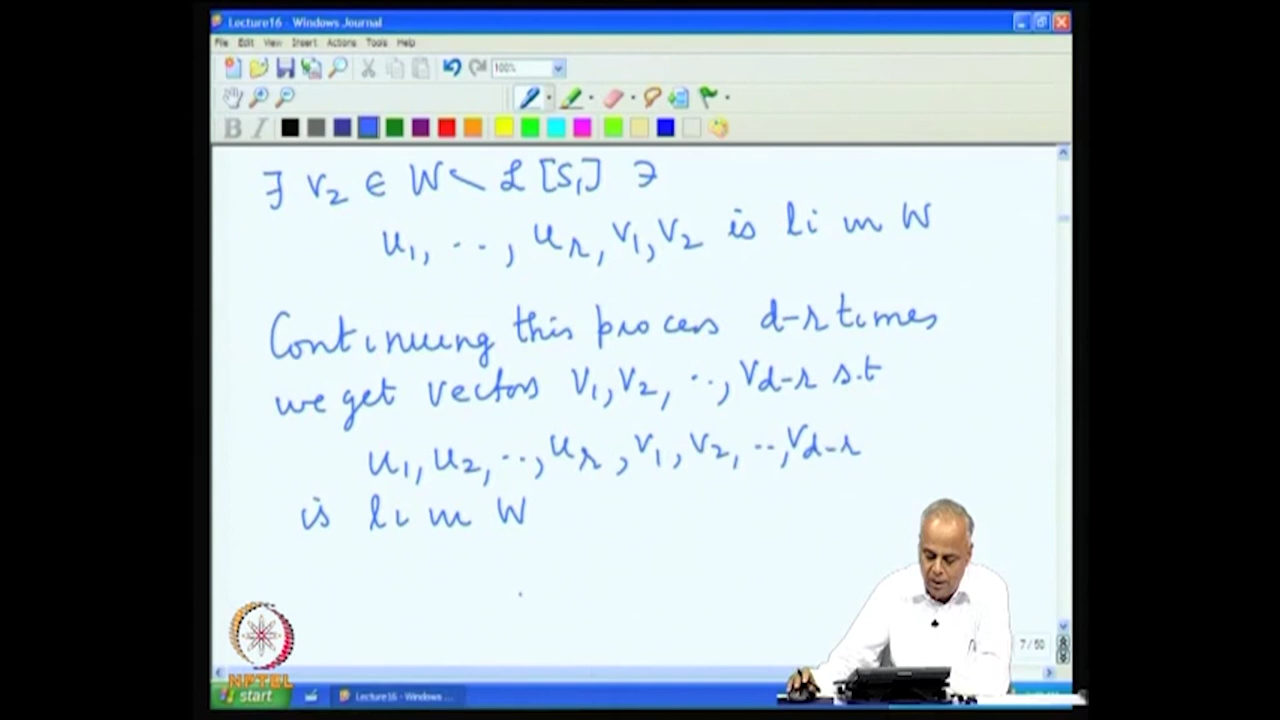 Lecture16 - Windows Journal
File Edit View Insert Actions Tools Help
100%
B I
∃ v₂ ∈ W∖ ℒ [S₁] ∋
u₁, .., uᵣ, v₁, v₂ is li in W
Continuing this process d-r times
we get vectors v₁, v₂, .., v_{d-r} s.t
u₁, u₂, .., uᵣ, v₁, v₂, .., v_{d-r}
is li in W
7 / 50
NPTEL
start
Lecture16 - Windows ...